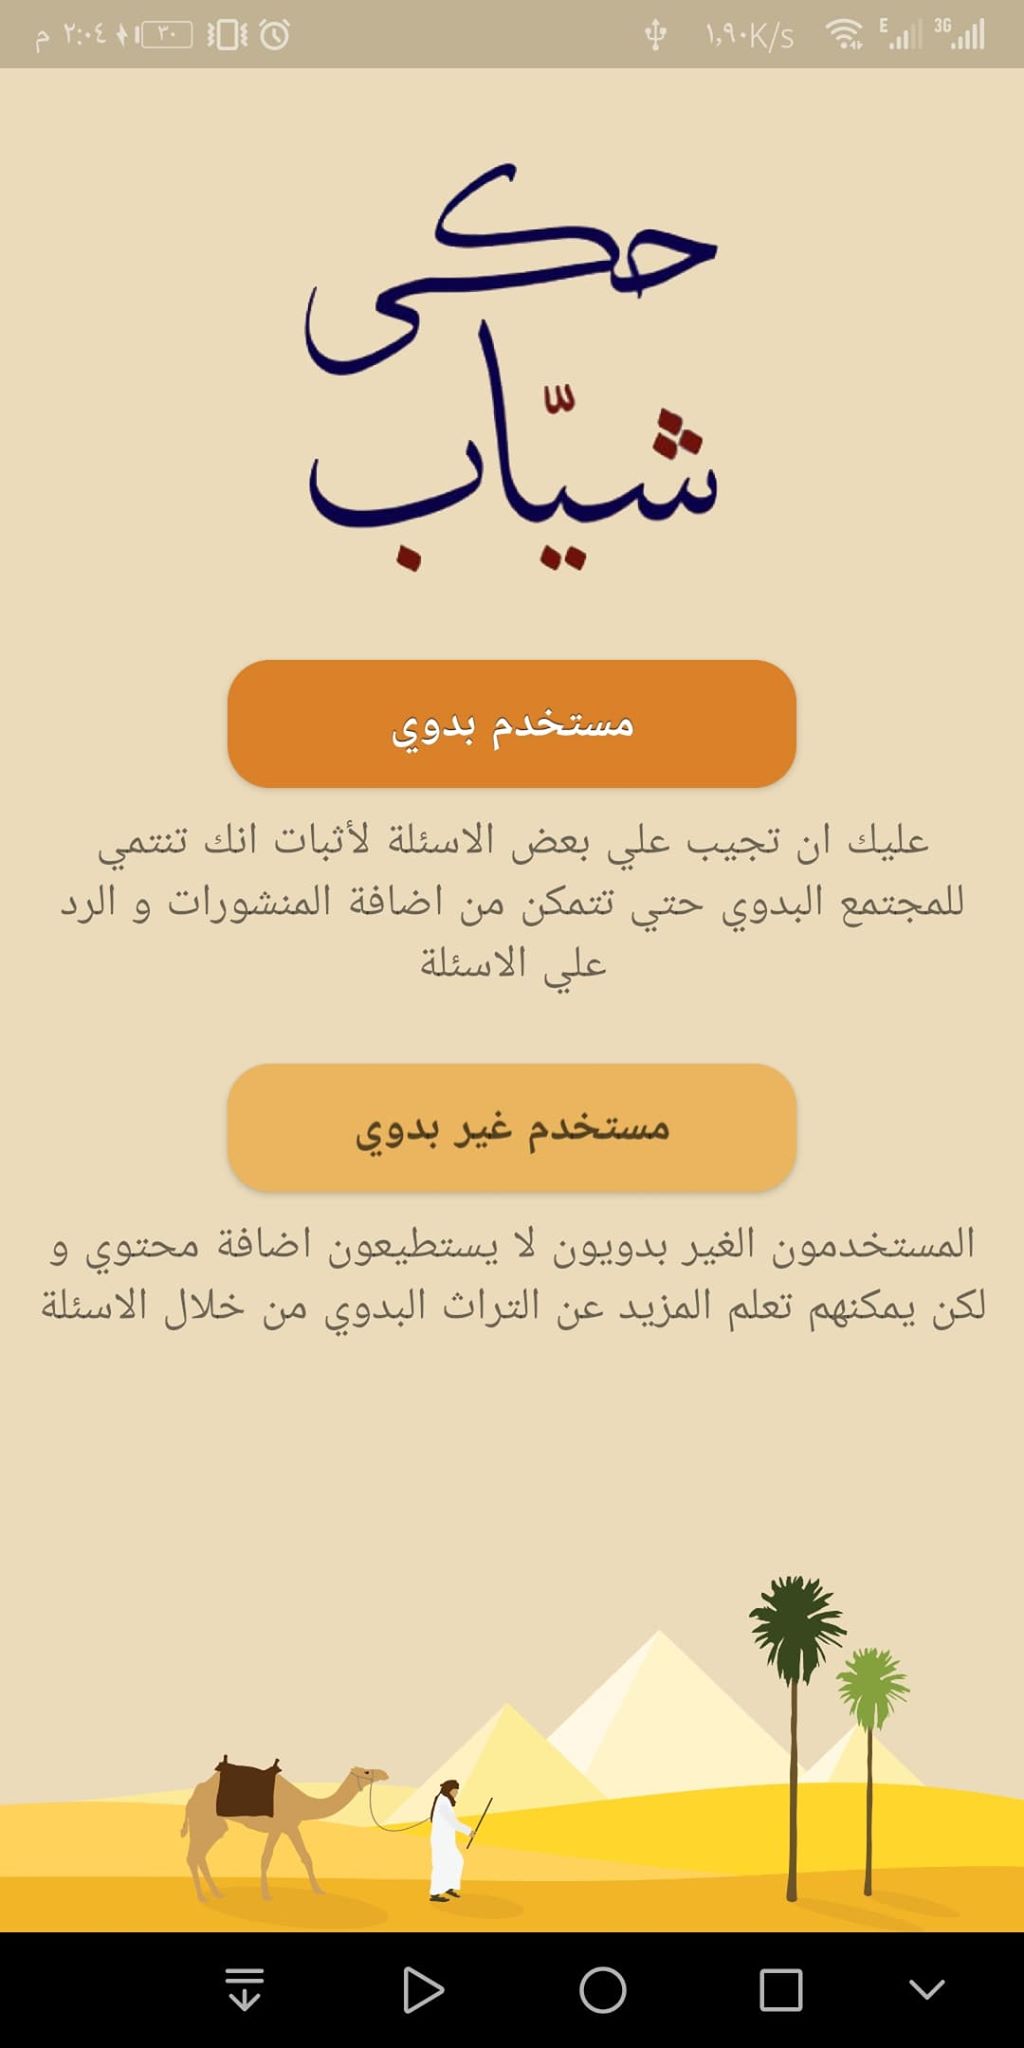 م ٢:٠٤ ٣٠ ١,٩٠K/s E 3G
حكى
شيّاب
مستخدم بدوي
عليك ان تجيب علي بعض الاسئلة لأثبات انك تنتمي
للمجتمع البدوي حتي تتمكن من اضافة المنشورات و الرد
علي الاسئلة
مستخدم غير بدوي
المستخدمون الغير بدويون لا يستطيعون اضافة محتوي و
لكن يمكنهم تعلم المزيد عن التراث البدوي من خلال الاسئلة